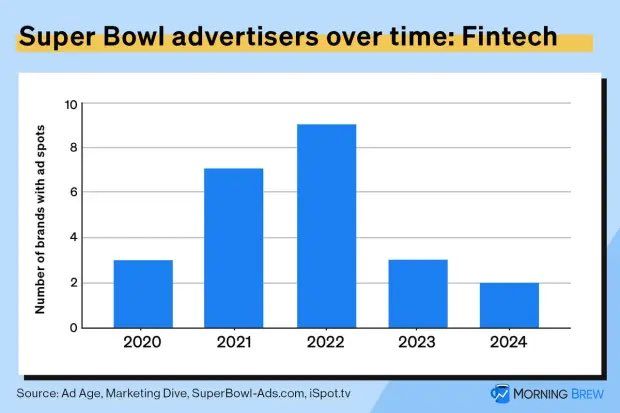 Super Bowl advertisers over time: Fintech
Number of brands with ad spots
10
8
6
4
2
0
2020 2021 2022 2023 2024
Source: Ad Age, Marketing Dive, SuperBowl-Ads.com, iSpot.tv
MORNING BREW